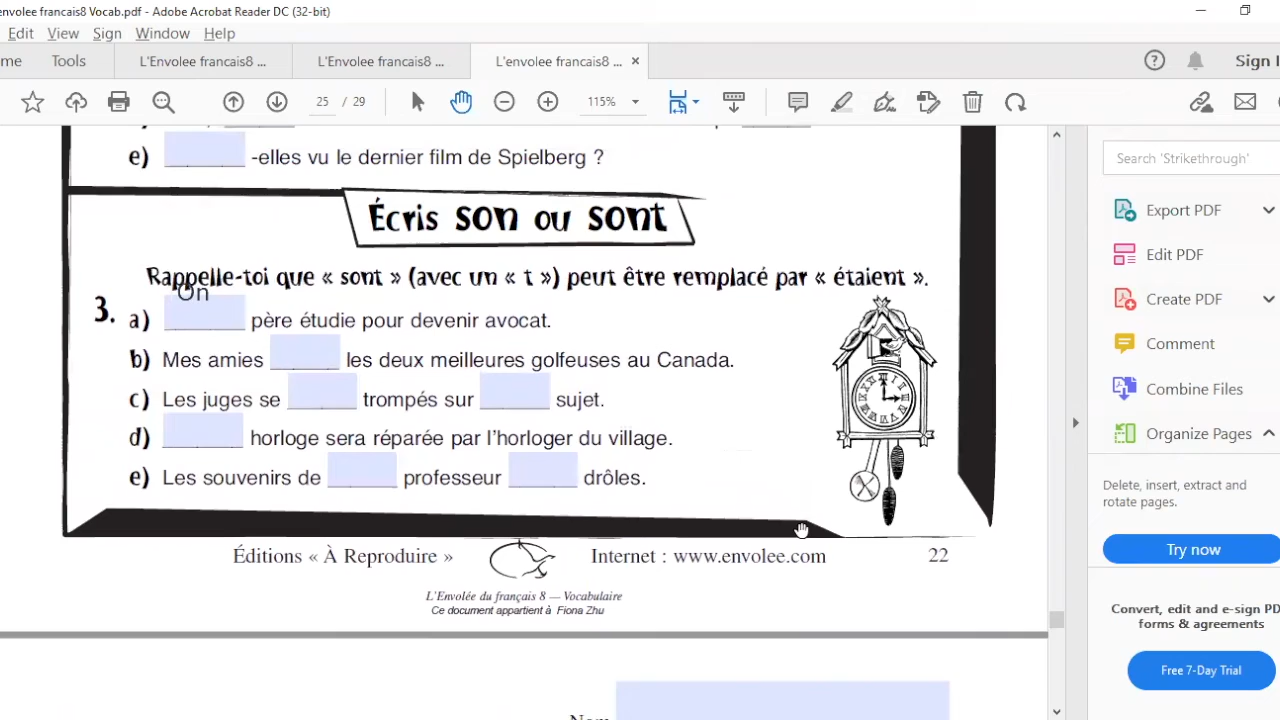 envolee francais8 Vocab.pdf - Adobe Acrobat Reader DC (32-bit)
Edit View Sign Window Help
me Tools L'Envolee francais8 ... L'Envolee francais8 ... L'envolee francais8 ... × Sign I
25 / 29 115%
e) -elles vu le dernier film de Spielberg ?
Écris son ou sont
Rappelle-toi que « sont » (avec un « t ») peut être remplacé par « étaient ».
On
3. a) père étudie pour devenir avocat.
b) Mes amies les deux meilleures golfeuses au Canada.
c) Les juges se trompés sur sujet.
d) horloge sera réparée par l'horloger du village.
e) Les souvenirs de professeur drôles.
Éditions « À Reproduire » Internet : www.envolee.com 22
L'Envolée du français 8 — Vocabulaire
Ce document appartient à Fiona Zhu
Search 'Strikethrough'
Export PDF
Edit PDF
Create PDF
Comment
Combine Files
Organize Pages
Delete, insert, extract and
rotate pages.
Try now
Convert, edit and e-sign PD
forms & agreements
Free 7-Day Trial